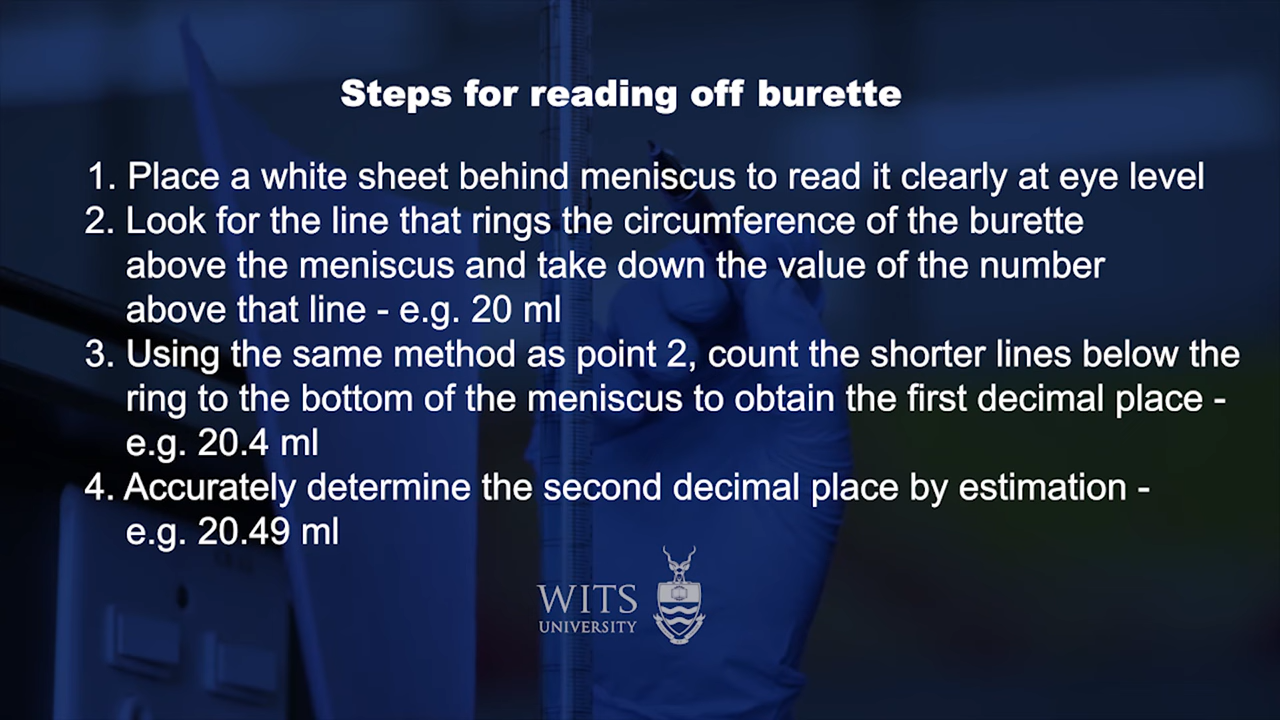 Steps for reading off burette
1. Place a white sheet behind meniscus to read it clearly at eye level
2. Look for the line that rings the circumference of the burette
above the meniscus and take down the value of the number
above that line - e.g. 20 ml
3. Using the same method as point 2, count the shorter lines below the
ring to the bottom of the meniscus to obtain the first decimal place -
e.g. 20.4 ml
4. Accurately determine the second decimal place by estimation -
e.g. 20.49 ml
WITS
UNIVERSITY